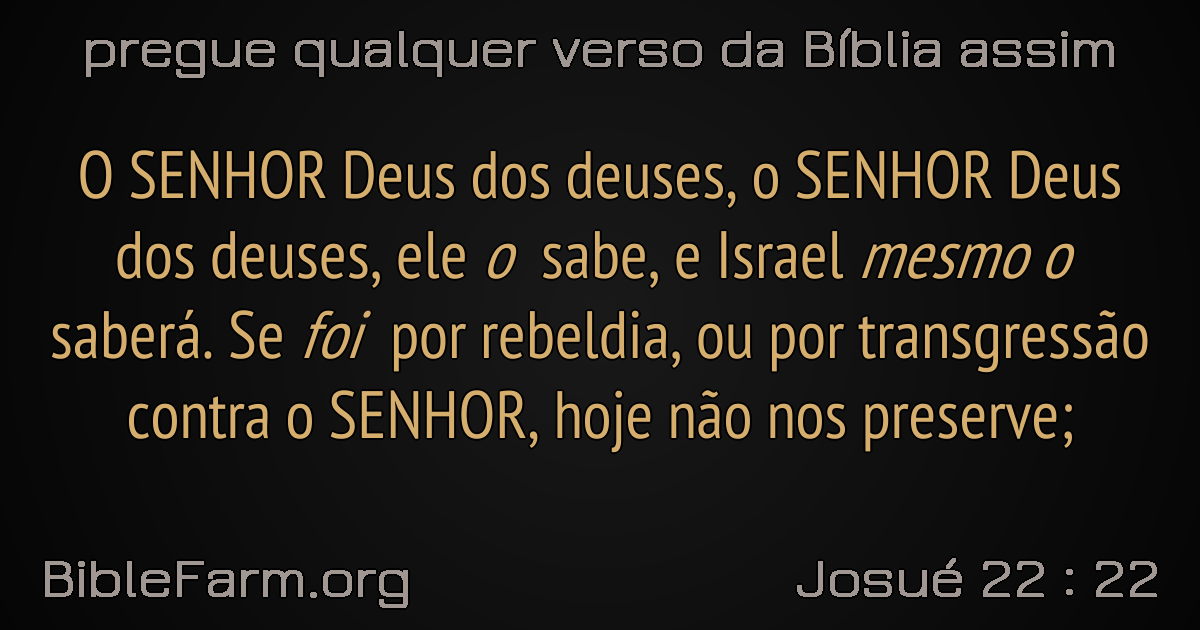 pregue qualquer verso da Bíblia assim
O SENHOR Deus dos deuses, o SENHOR Deus
dos deuses, ele o sabe, e Israel mesmo o
saberá. Se foi por rebeldia, ou por transgressão
contra o SENHOR, hoje não nos preserve;
BibleFarm.org
Josué 22 : 22